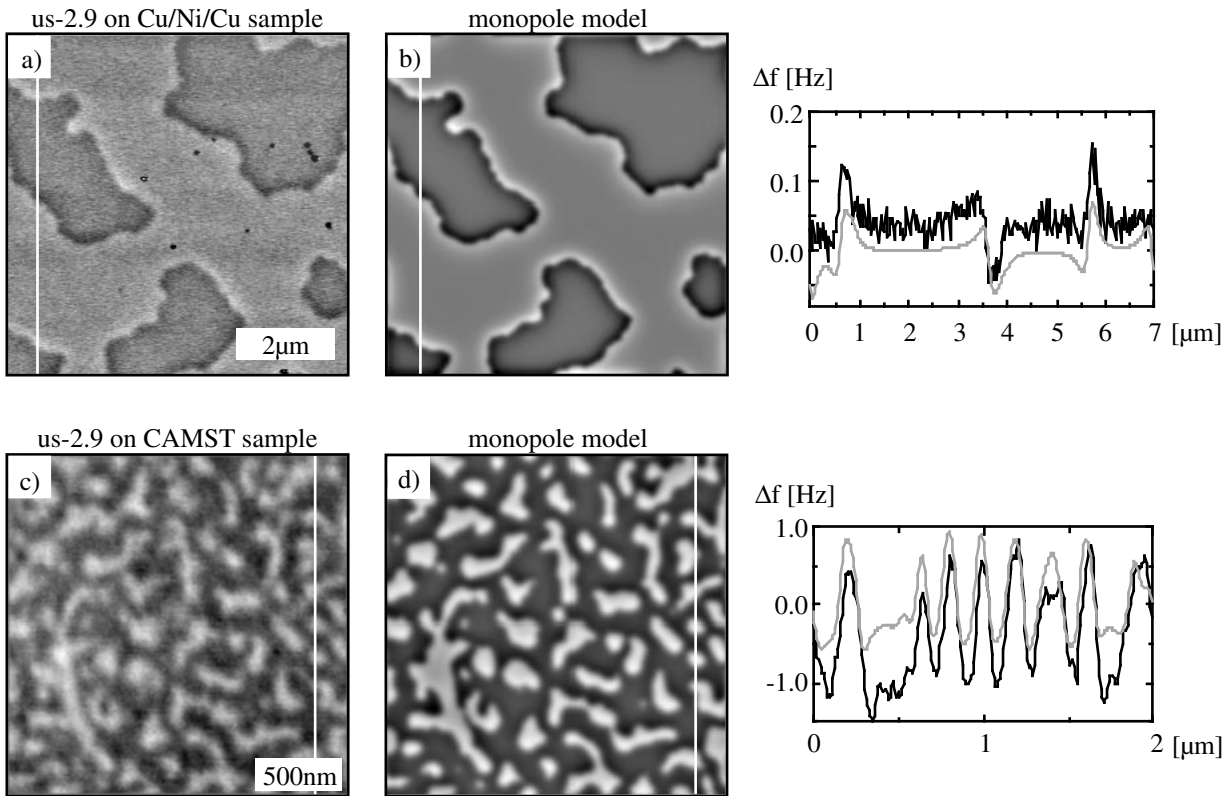 us-2.9 on Cu/Ni/Cu sample
monopole model
a)
b)
2μm
Δf [Hz]
0.2
0.1
0.0
0 1 2 3 4 5 6 7 [μm]
us-2.9 on CAMST sample
monopole model
c)
d)
500nm
Δf [Hz]
1.0
0.0
-1.0
0 1 2 [μm]